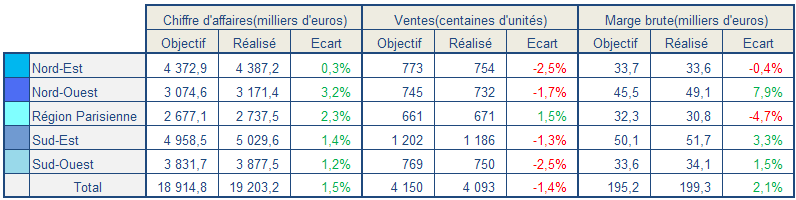 Chiffre d'affaires(milliers d'euros) Ventes(centaines d'unités) Marge brute(milliers d'euros)
Objectif Réalisé Ecart Objectif Réalisé Ecart Objectif Réalisé Ecart
Nord-Est 4 372,9 4 387,2 0,3% 773 754 -2,5% 33,7 33,6 -0,4%
Nord-Ouest 3 074,6 3 171,4 3,2% 745 732 -1,7% 45,5 49,1 7,9%
Région Parisienne 2 677,1 2 737,5 2,3% 661 671 1,5% 32,3 30,8 -4,7%
Sud-Est 4 958,5 5 029,6 1,4% 1 202 1 186 -1,3% 50,1 51,7 3,3%
Sud-Ouest 3 831,7 3 877,5 1,2% 769 750 -2,5% 33,6 34,1 1,5%
Total 18 914,8 19 203,2 1,5% 4 150 4 093 -1,4% 195,2 199,3 2,1%